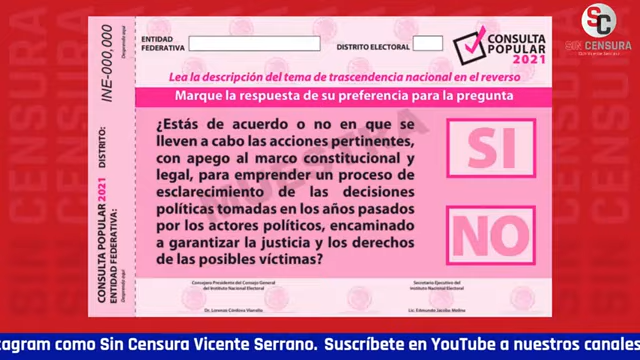 SC
SIN CENSURA
ENTIDAD
FEDERATIVA
DISTRITO ELECTORAL
CONSULTA
POPULAR
2021
Lea la descripción del tema de trascendencia nacional en el reverso
Marque la respuesta de su preferencia para la pregunta
¿Estás de acuerdo o no en que se
lleven a cabo las acciones pertinentes,
con apego al marco constitucional y
legal, para emprender un proceso de
esclarecimiento de las decisiones
políticas tomadas en los años pasados
por los actores políticos, encaminado
a garantizar la justicia y los derechos
de las posibles víctimas?
SI
NO
MUESTRA
INE-000,000
Desprender aquí
CONSULTA POPULAR 2021 DISTRITO:
ENTIDAD FEDERATIVA:
Desprender aquí
Consejero Presidente del Consejo General
del Instituto Nacional Electoral
Dr. Lorenzo Córdova Vianello
Secretario Ejecutivo del
Instituto Nacional Electoral
Lic. Edmundo Jacobo Molina
tagram como Sin Censura Vicente Serrano. Suscríbete en YouTube a nuestros canales